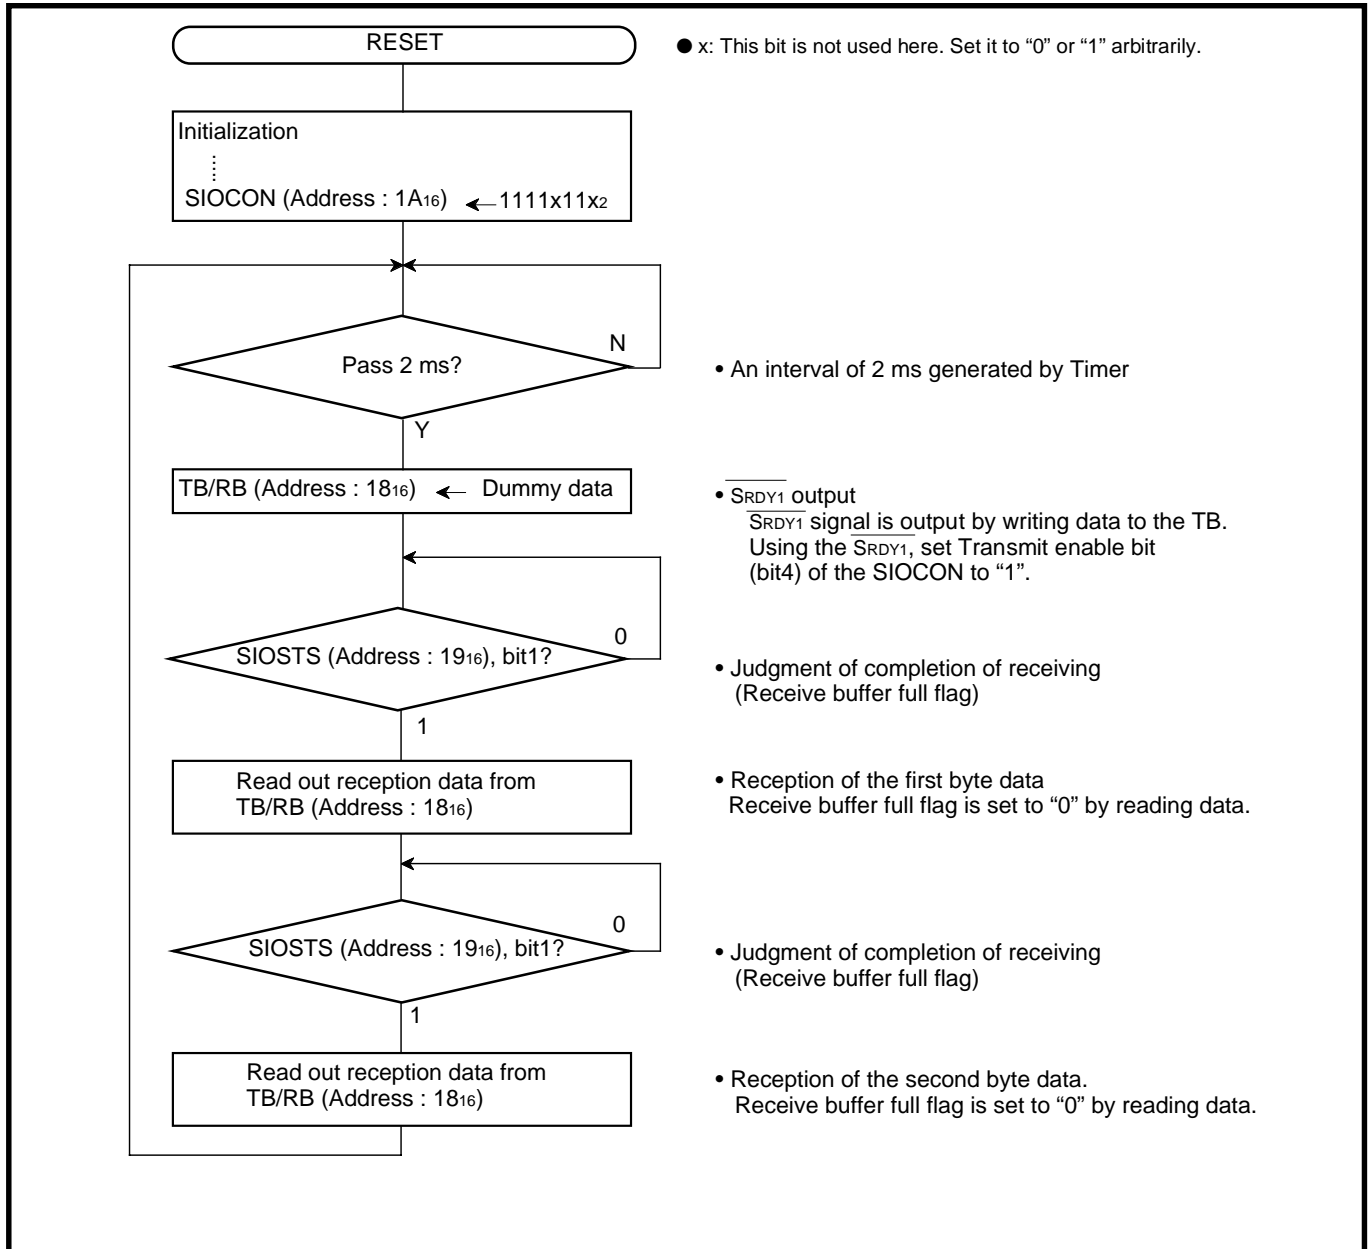 RESET
● x: This bit is not used here. Set it to “0” or “1” arbitrarily.
Initialization
SIOCON (Address : 1A16) ← 1111x11x2
Pass 2 ms?
N
• An interval of 2 ms generated by Timer
Y
TB/RB (Address : 1816) ← Dummy data
• SRDY1 output
SRDY1 signal is output by writing data to the TB.
Using the SRDY1, set Transmit enable bit
(bit4) of the SIOCON to “1”.
SIOSTS (Address : 1916), bit1?
0
• Judgment of completion of receiving
(Receive buffer full flag)
1
Read out reception data from
TB/RB (Address : 1816)
• Reception of the first byte data
Receive buffer full flag is set to “0” by reading data.
SIOSTS (Address : 1916), bit1?
0
• Judgment of completion of receiving
(Receive buffer full flag)
1
Read out reception data from
TB/RB (Address : 1816)
• Reception of the second byte data.
Receive buffer full flag is set to “0” by reading data.